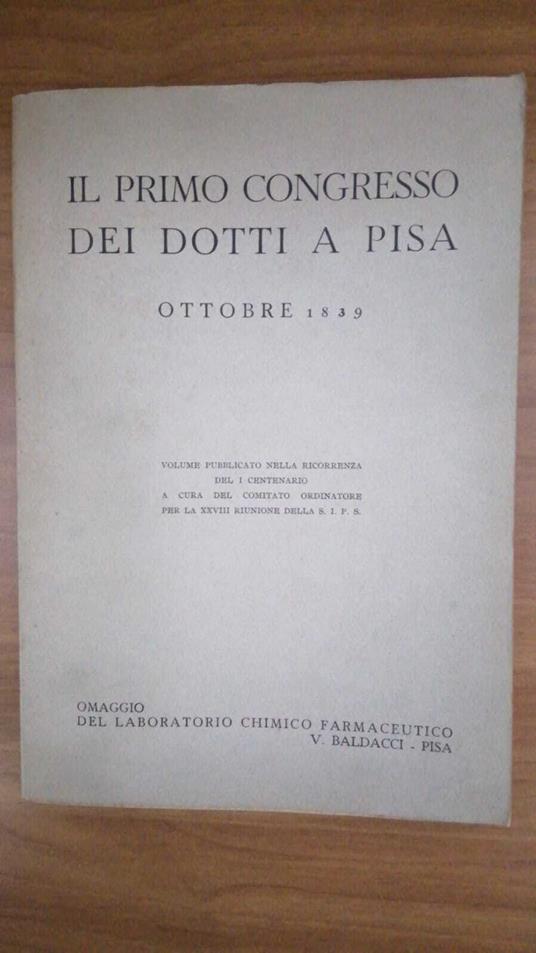 IL PRIMO CONGRESSO
DEI DOTTI A PISA
OTTOBRE 1839
VOLUME PUBBLICATO NELLA RICORRENZA
DEL I CENTENARIO
A CURA DEL COMITATO ORDINATORE
PER LA XXVIII RIUNIONE DELLA S. I. P. S.
OMAGGIO
DEL LABORATORIO CHIMICO FARMACEUTICO
V. BALDACCI - PISA